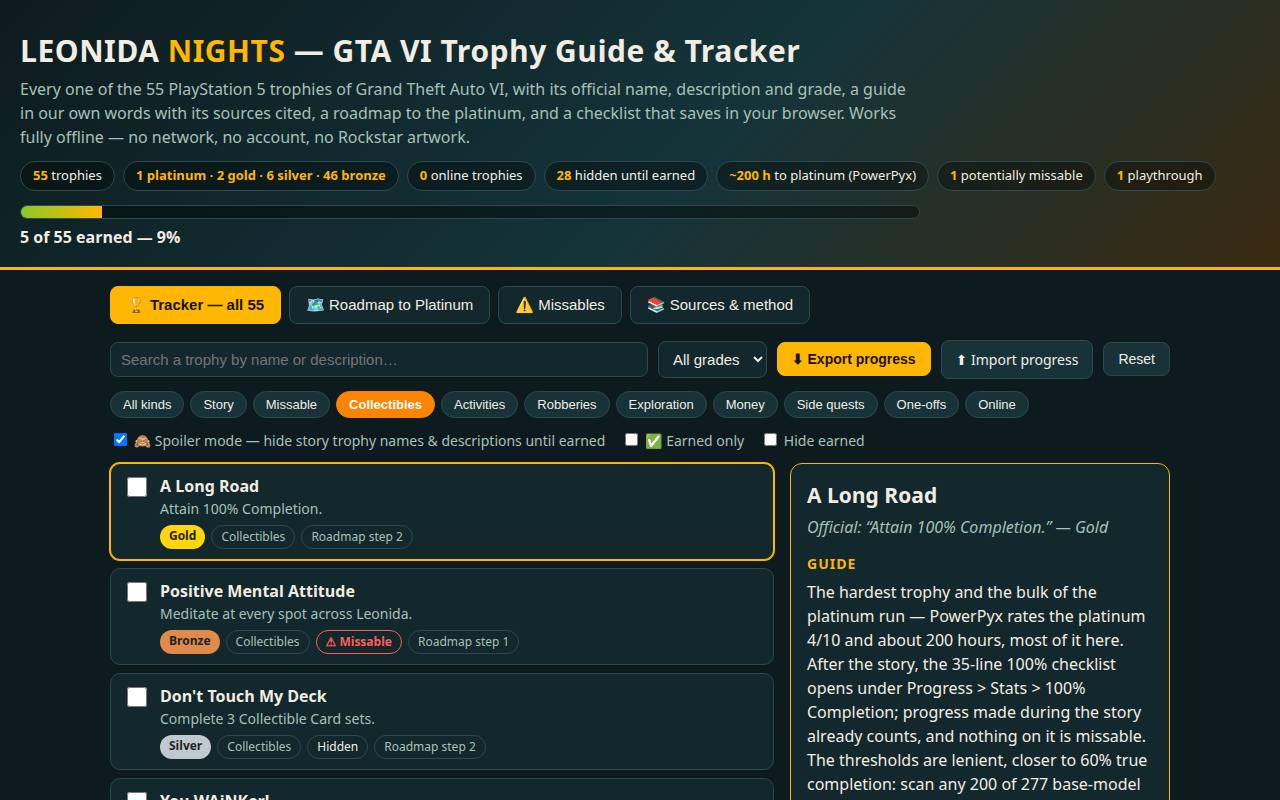 LEONIDA NIGHTS — GTA VI Trophy Guide & Tracker
Every one of the 55 PlayStation 5 trophies of Grand Theft Auto VI, with its official name, description and grade, a guide
in our own words with its sources cited, a roadmap to the platinum, and a checklist that saves in your browser. Works
fully offline — no network, no account, no Rockstar artwork.
55 trophies
1 platinum · 2 gold · 6 silver · 46 bronze
0 online trophies
28 hidden until earned
~200 h to platinum (PowerPyx)
1 potentially missable
1 playthrough
5 of 55 earned — 9%
🏆 Tracker — all 55
🗺️ Roadmap to Platinum
⚠️ Missables
📚 Sources & method
Search a trophy by name or description…
All grades
⬇ Export progress
⬆ Import progress
Reset
All kinds
Story
Missable
Collectibles
Activities
Robberies
Exploration
Money
Side quests
One-offs
Online
🙈 Spoiler mode — hide story trophy names & descriptions until earned
✅ Earned only
Hide earned
A Long Road
Attain 100% Completion.
Gold
Collectibles
Roadmap step 2
Positive Mental Attitude
Meditate at every spot across Leonida.
Bronze
Collectibles
⚠ Missable
Roadmap step 1
Don't Touch My Deck
Complete 3 Collectible Card sets.
Silver
Collectibles
Hidden
Roadmap step 2
You WAiNKer!
A Long Road
Official: “Attain 100% Completion.” — Gold
GUIDE
The hardest trophy and the bulk of the
platinum run — PowerPyx rates the platinum
4/10 and about 200 hours, most of it here.
After the story, the 35-line 100% checklist
opens under Progress > Stats > 100%
Completion; progress made during the story
already counts, and nothing on it is missable.
The thresholds are lenient, closer to 60% true
completion: scan any 200 of 277 base-model